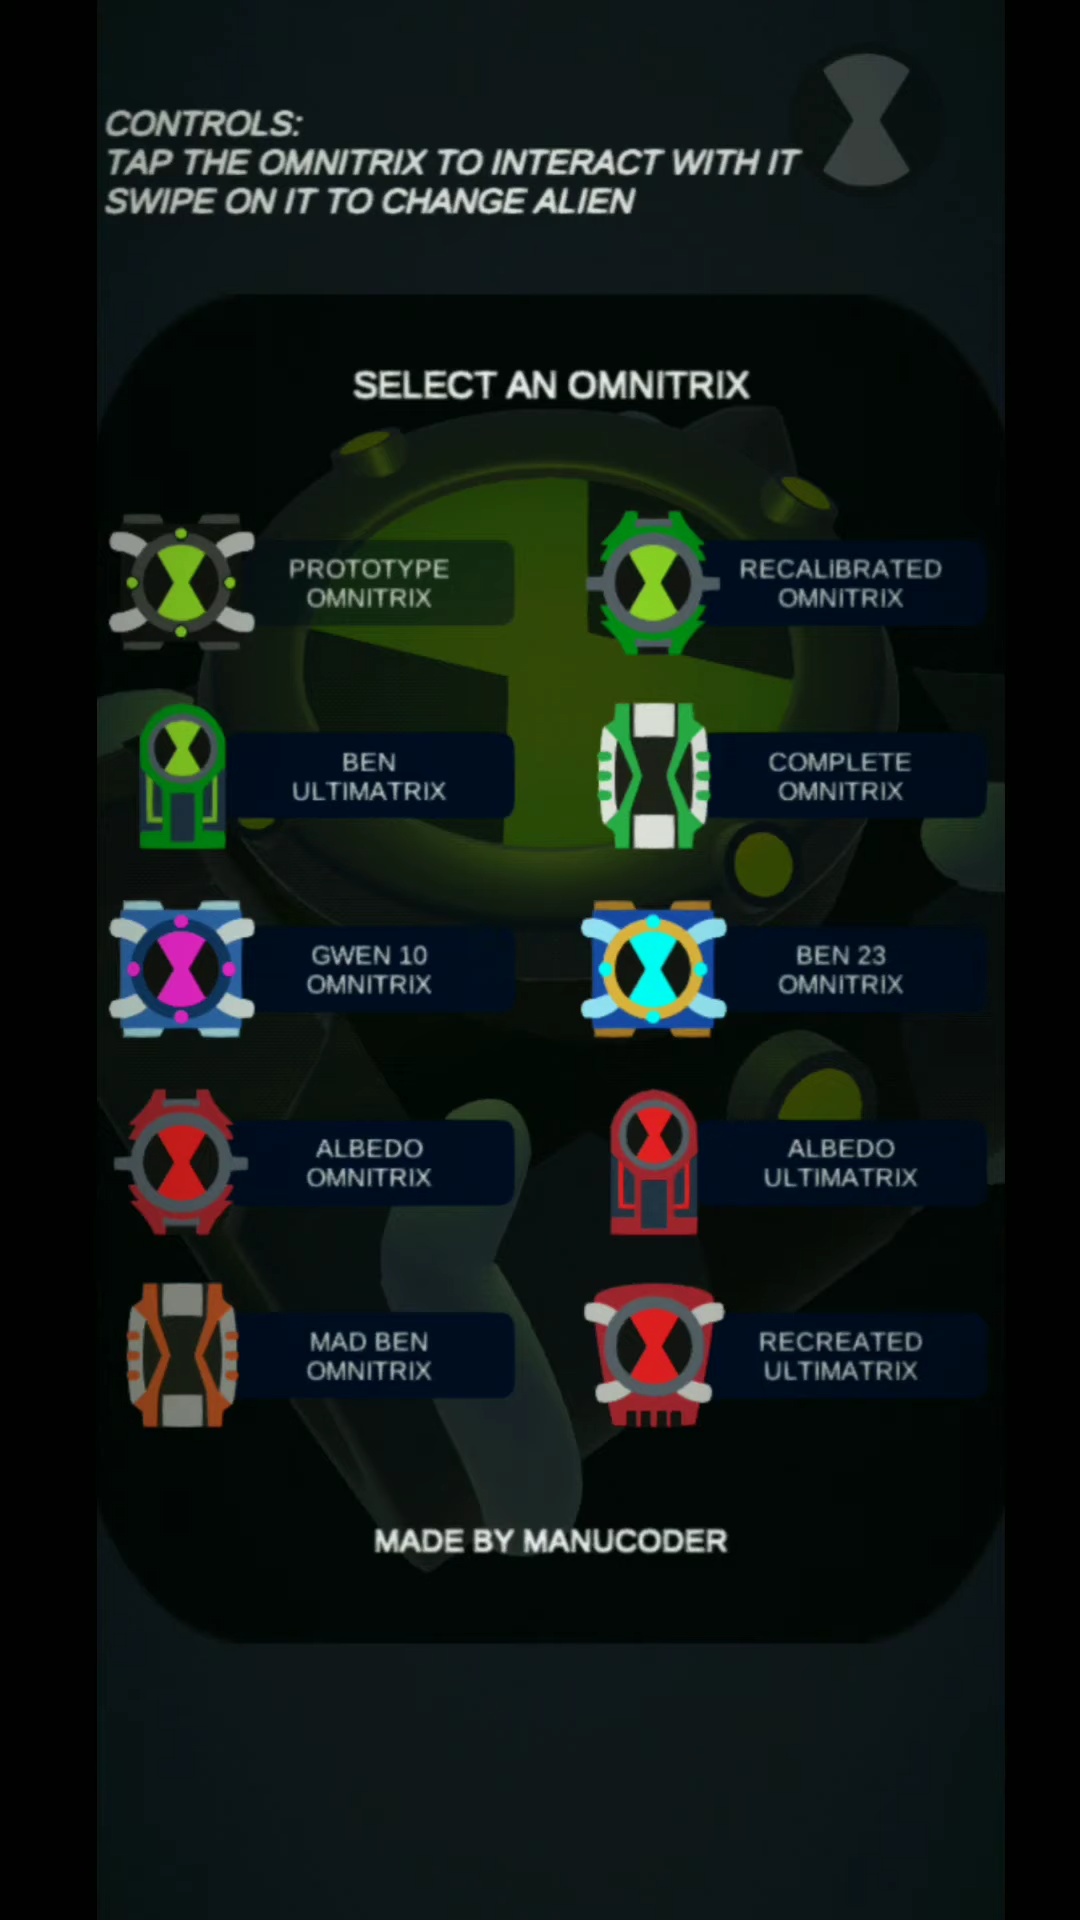 CONTROLS:
TAP THE OMNITRIX TO INTERACT WITH IT
SWIPE ON IT TO CHANGE ALIEN
SELECT AN OMNITRIX
PROTOTYPE
OMNITRIX
RECALIBRATED
OMNITRIX
BEN
ULTIMATRIX
COMPLETE
OMNITRIX
GWEN 10
OMNITRIX
BEN 23
OMNITRIX
ALBEDO
OMNITRIX
ALBEDO
ULTIMATRIX
MAD BEN
OMNITRIX
RECREATED
ULTIMATRIX
MADE BY MANUCODER